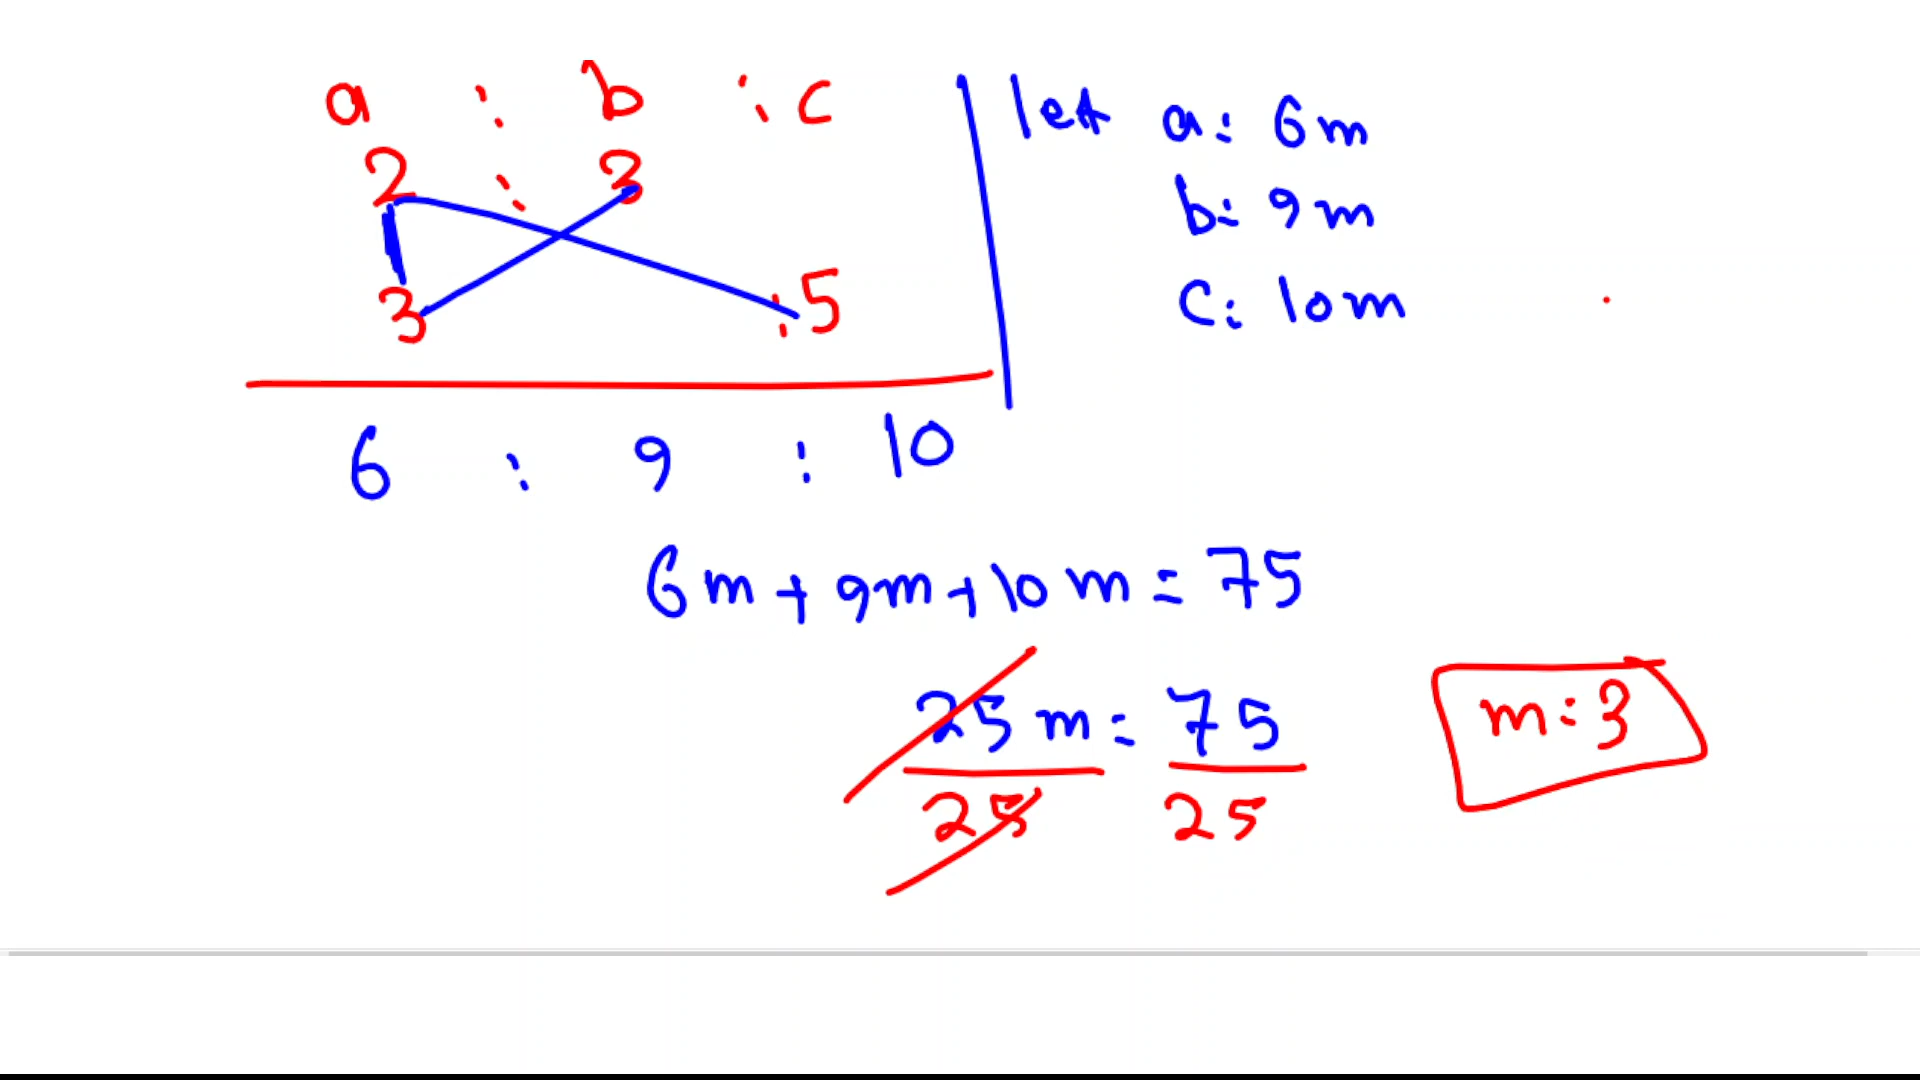 a : b : c
2 : 3
3 : 5
6 : 9 : 10
let a = 6m
b = 9m
c = 10m
6m + 9m + 10m = 75
25m = 75
25 25
m = 3